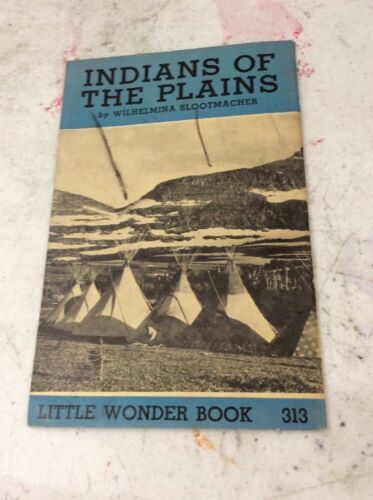 INDIANS OF
THE PLAINS
by WILHELMINA SLOOTMACHER
LITTLE WONDER BOOK 313